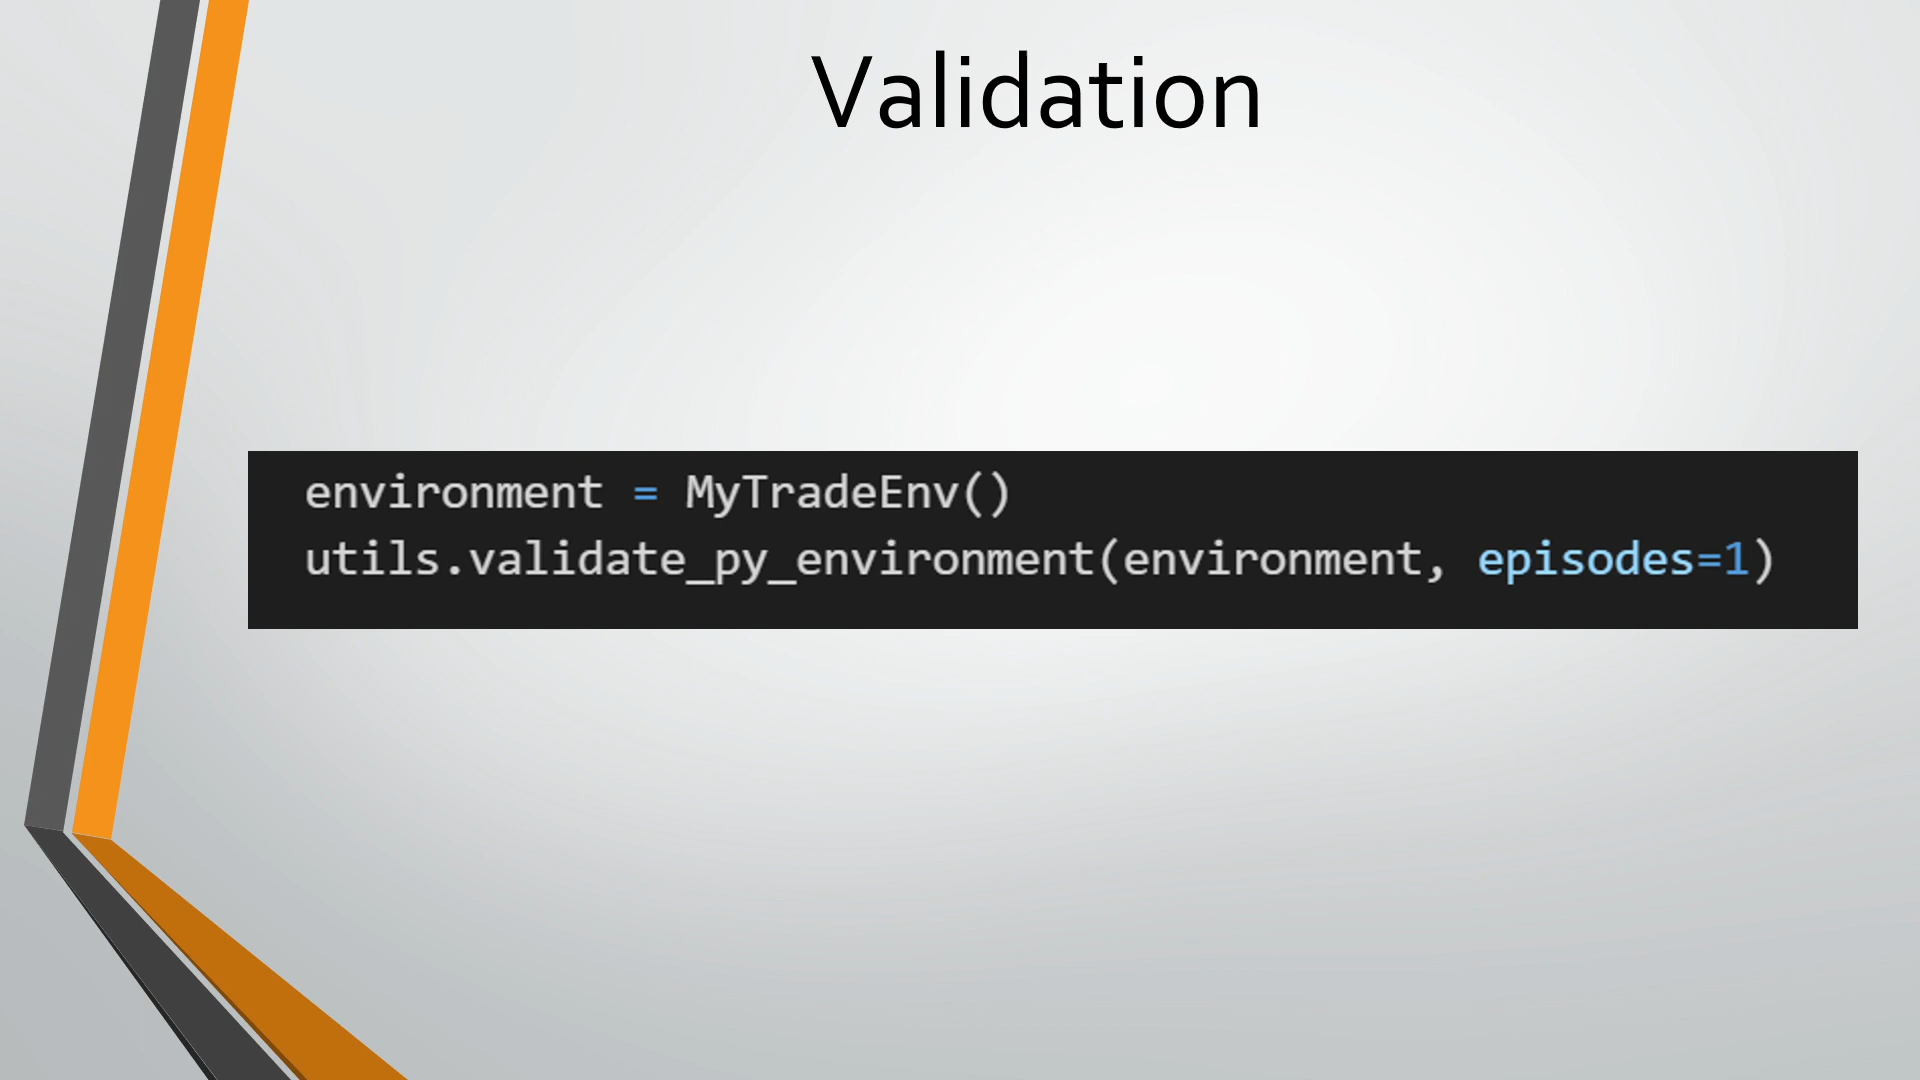 Validation
environment = MyTradeEnv()
utils.validate_py_environment(environment, episodes=1)